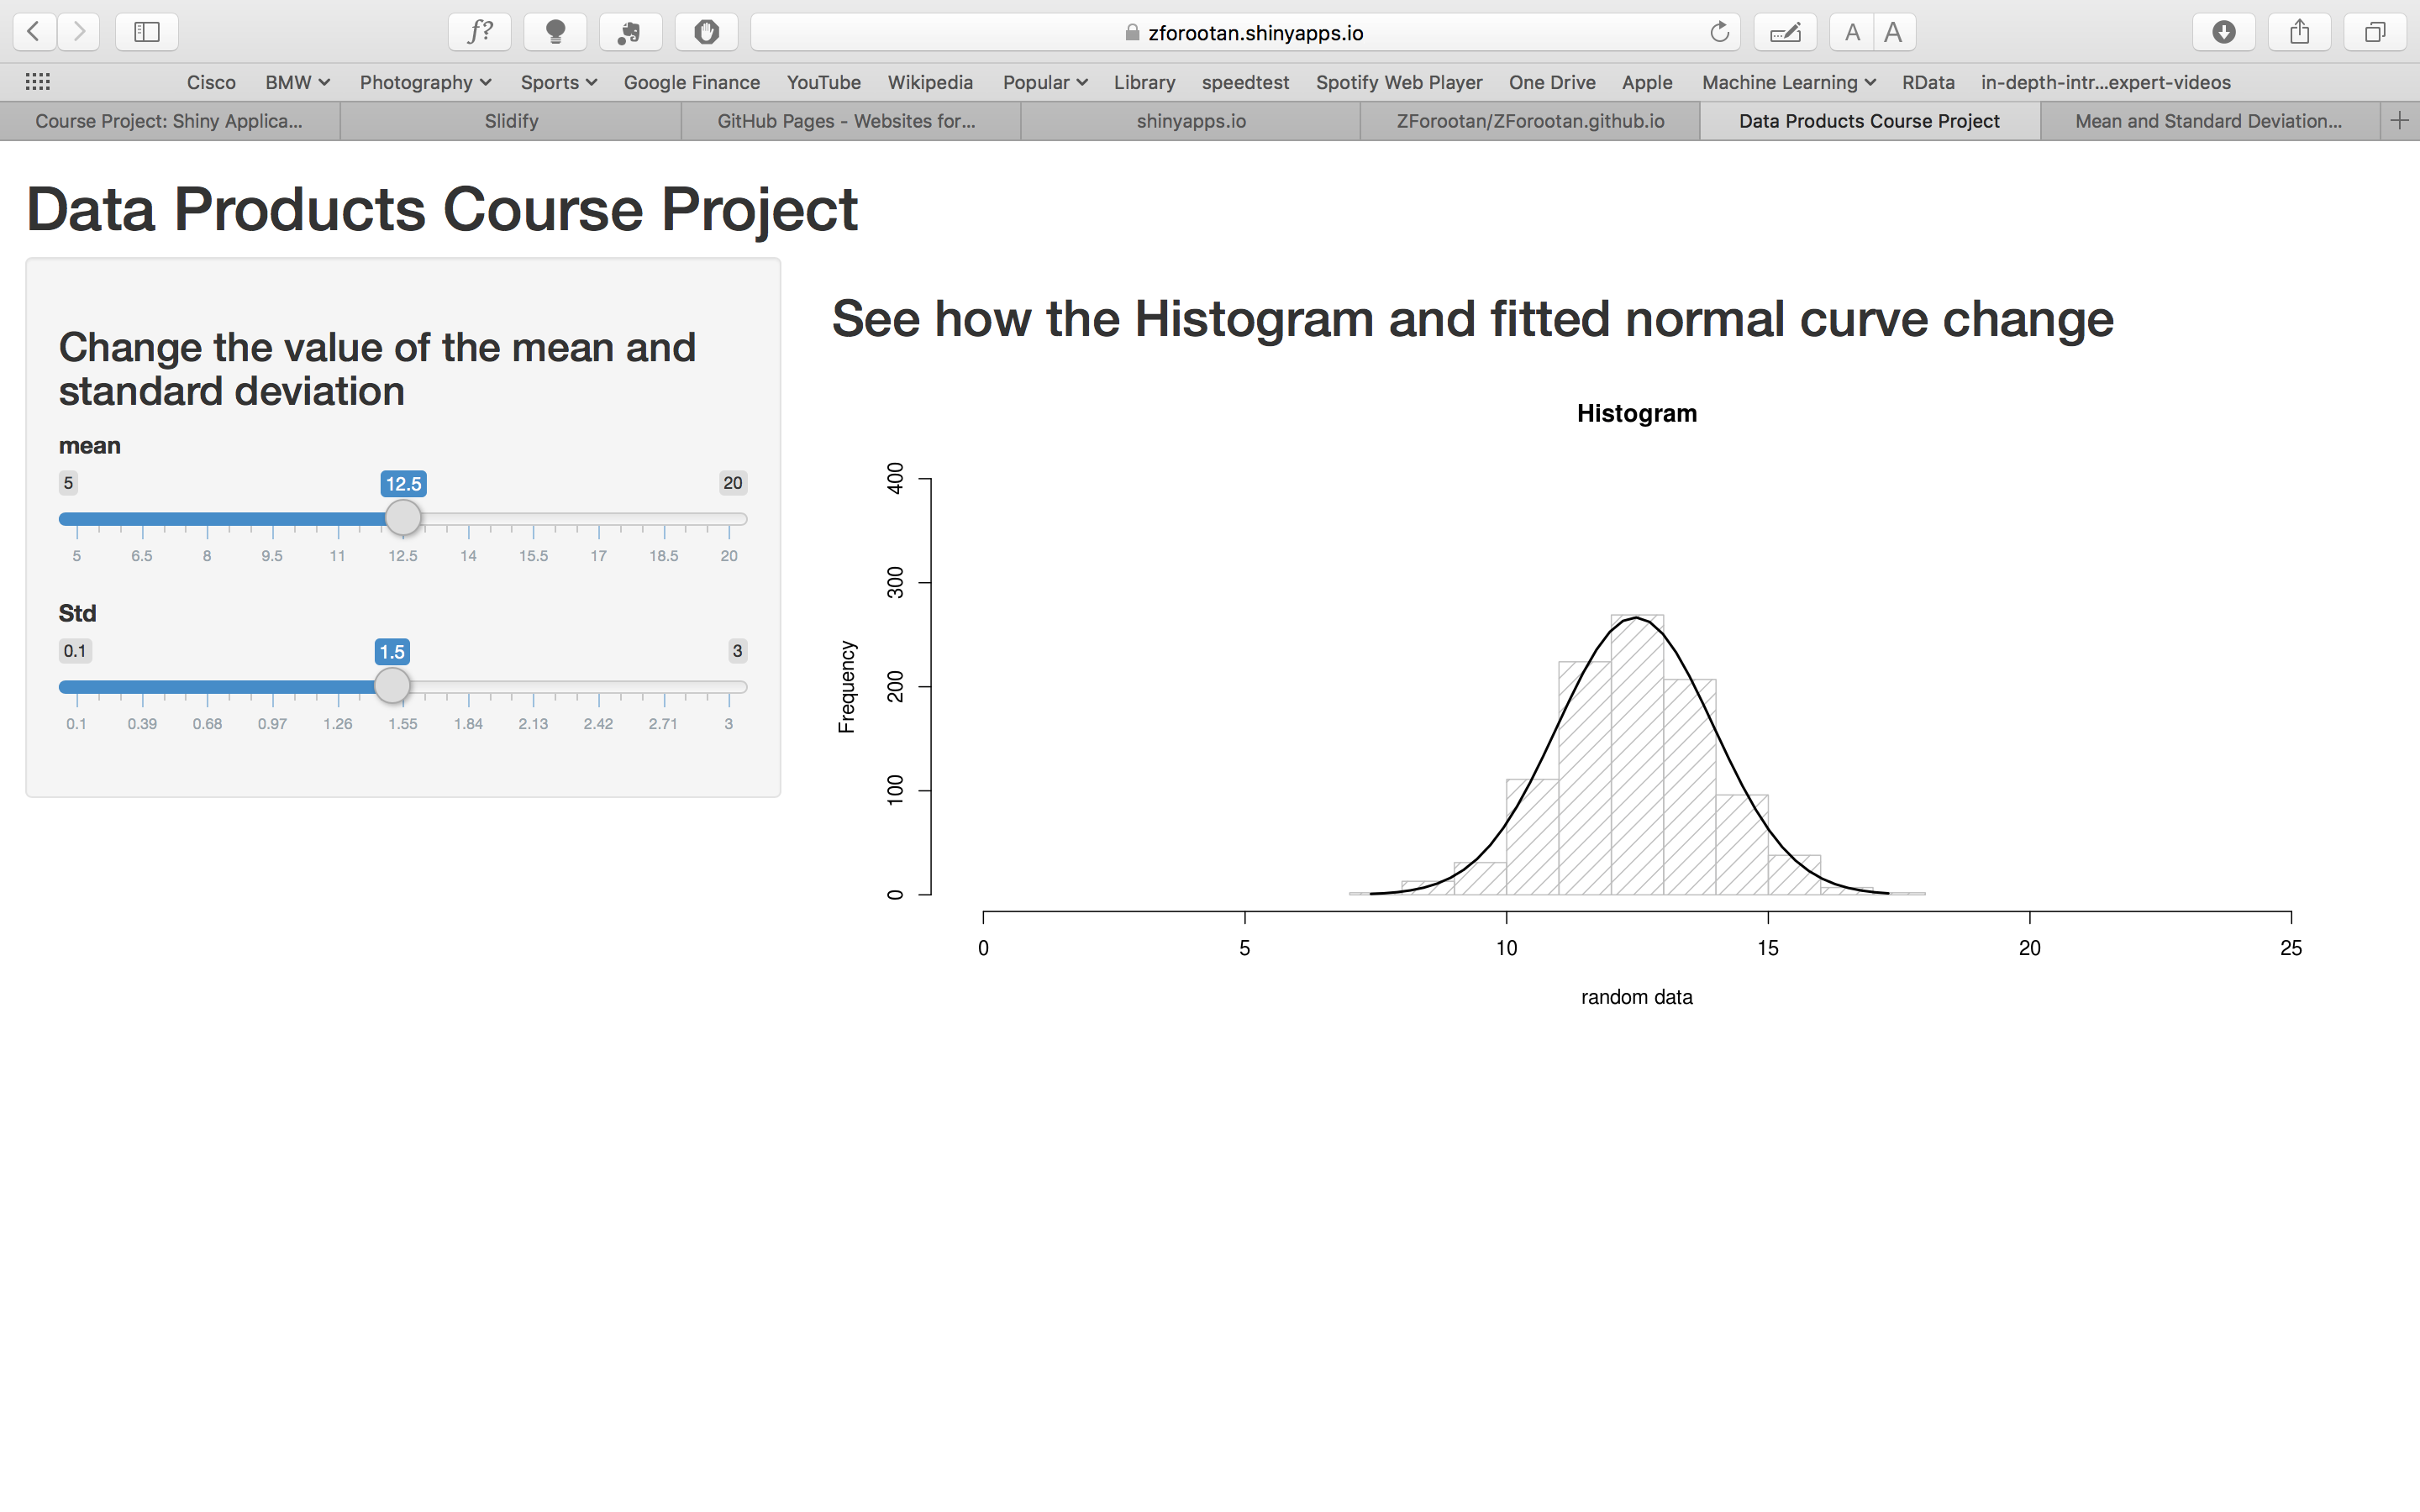 f?
zforootan.shinyapps.io
A A
Cisco BMW Photography Sports Google Finance YouTube Wikipedia Popular Library speedtest Spotify Web Player One Drive Apple Machine Learning RData in-depth-intr...expert-videos
Course Project: Shiny Applica... Slidify GitHub Pages - Websites for... shinyapps.io ZForootan/ZForootan.github.io Data Products Course Project Mean and Standard Deviation...
Data Products Course Project
Change the value of the mean and
standard deviation
mean
5 12.5 20
5 6.5 8 9.5 11 12.5 14 15.5 17 18.5 20
Std
0.1 1.5 3
0.1 0.39 0.68 0.97 1.26 1.55 1.84 2.13 2.42 2.71 3
See how the Histogram and fitted normal curve change
Histogram
Frequency
400
300
200
100
0
0 5 10 15 20 25
random data